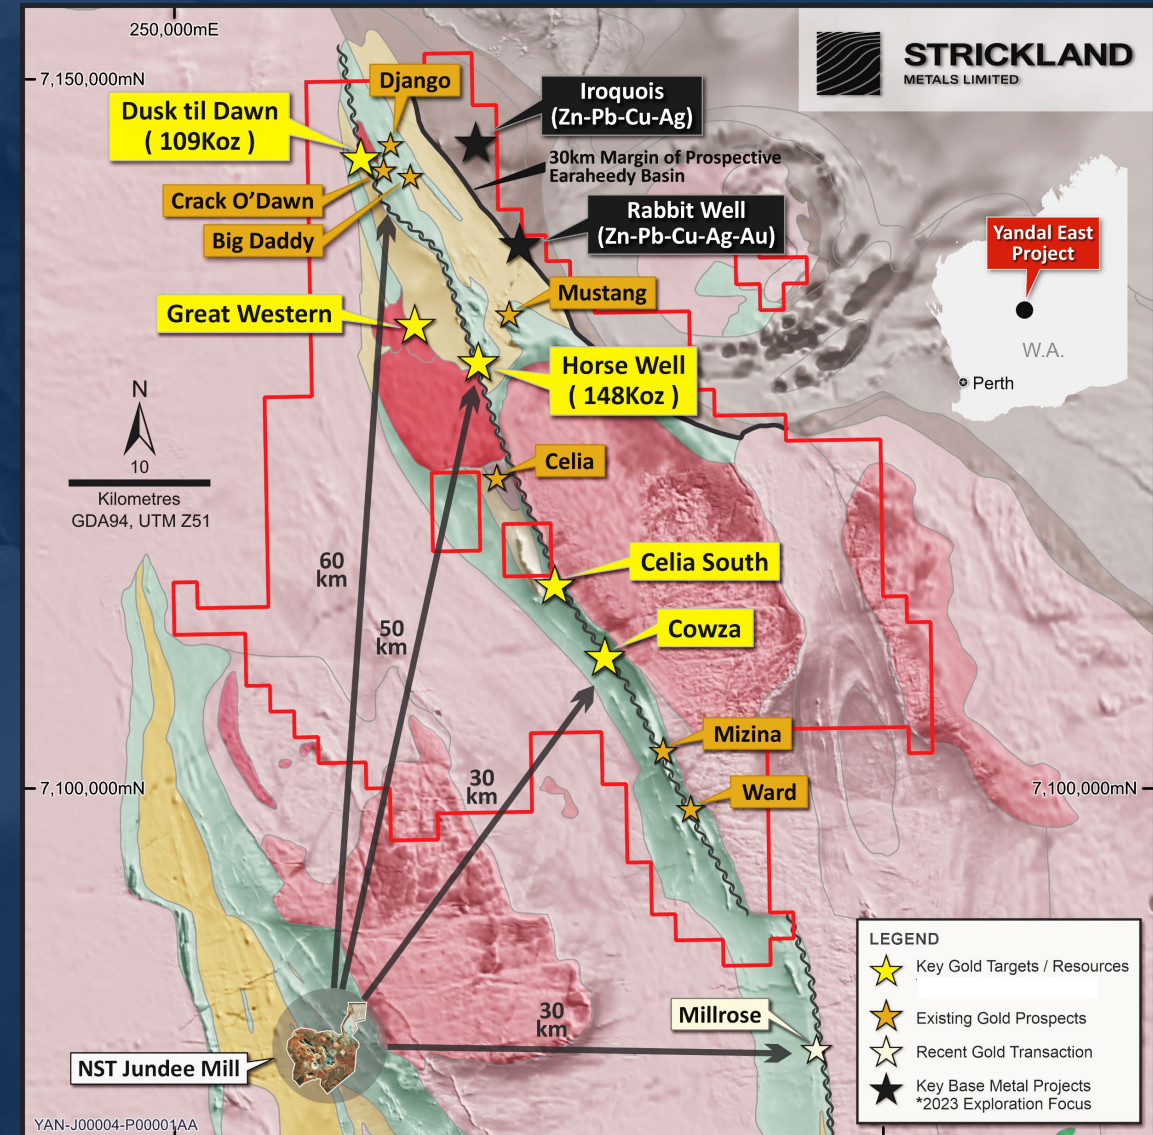 250,000mE
STRICKLAND
METALS LIMITED
7,150,000mN
Django
Iroquois
(Zn-Pb-Cu-Ag)
Dusk til Dawn
( 109Koz )
30km Margin of Prospective
Earaheedy Basin
Crack O'Dawn
Rabbit Well
(Zn-Pb-Cu-Ag-Au)
Big Daddy
Yandal East
Project
Mustang
Great Western
W.A.
Horse Well
( 148Koz )
Perth
N
10
Kilometres
GDA94, UTM Z51
Celia
60
km
Celia South
50
km
Cowza
Mizina
30
km
Ward
7,100,000mN
7,100,000mN
LEGEND
Key Gold Targets / Resources
Existing Gold Prospects
Recent Gold Transaction
Key Base Metal Projects
*2023 Exploration Focus
Millrose
30
km
NST Jundee Mill
YAN-J00004-P00001AA